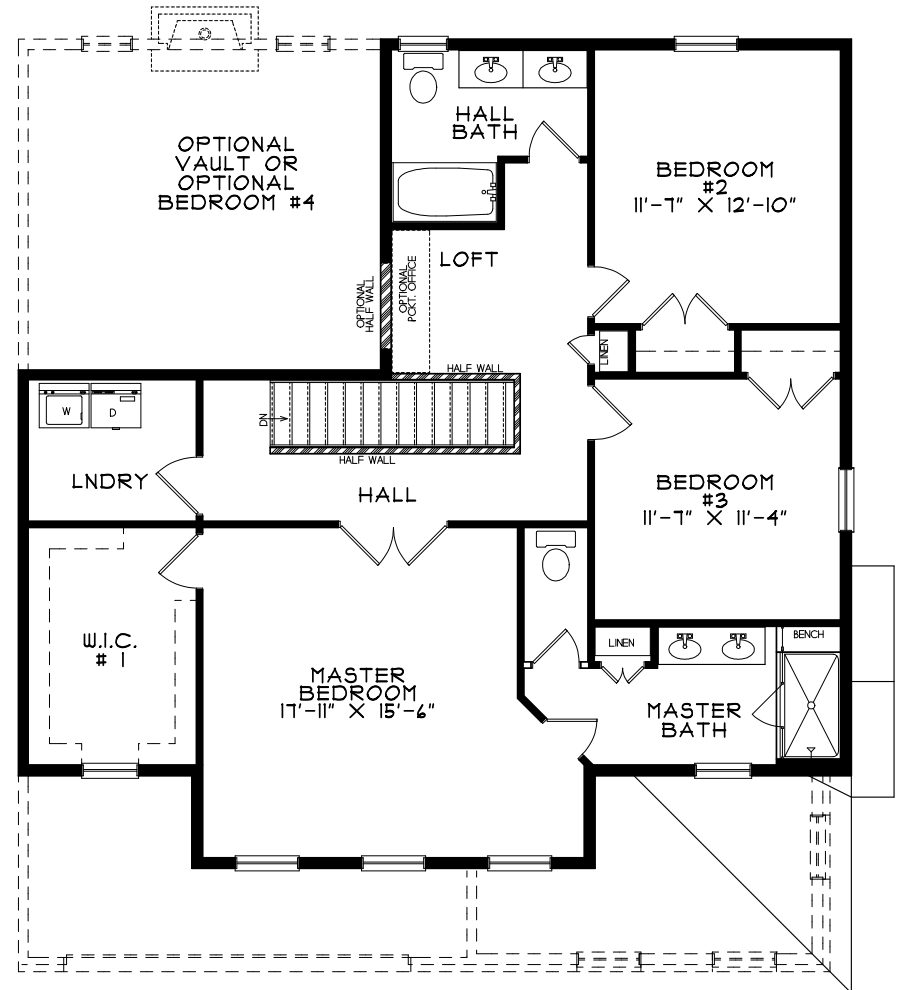 OPTIONAL
VAULT OR
OPTIONAL
BEDROOM #4
HALL
BATH
BEDROOM
#2
11'-7" X 12'-10"
LOFT
OPTIONAL
HALF WALL
OPTIONAL
PCKT. OFFICE
LINEN
HALF WALL
W
D
DN
HALF WALL
LNDRY
HALL
BEDROOM
#3
11'-7" X 11'-4"
W.I.C.
# 1
MASTER
BEDROOM
17'-11" X 15'-6"
LINEN
BENCH
MASTER
BATH